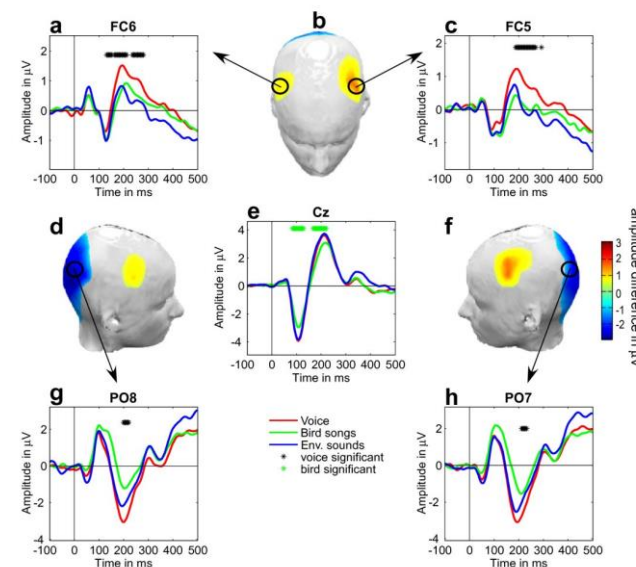 a
FC6
b
c
FC5
Amplitude in µV
2
1
0
-1
-100 0 100 200 300 400 500
Time in ms
Amplitude in µV
2
1
0
-1
-100 0 100 200 300 400 500
Time in ms
d
e
Cz
f
4
2
0
-2
-4
-100 0 100 200 300 400 500
Time in ms
Amplitude in µV
amplitude difference in µV
3
2
1
0
-1
-2
-3
g
PO8
h
PO7
Amplitude in µV
2
0
-2
-4
-100 0 100 200 300 400 500
Time in ms
Voice
Bird songs
Env. sounds
voice significant
bird significant
Amplitude in µV
2
0
-2
-4
-100 0 100 200 300 400 500
Time in ms